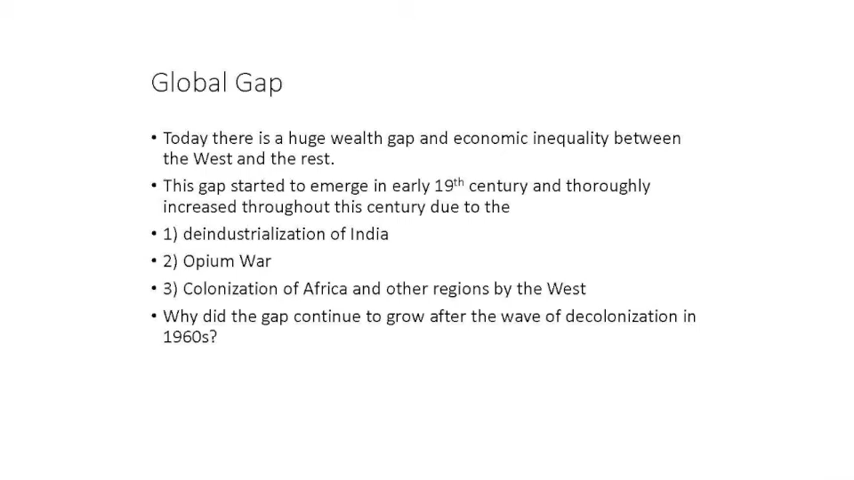 Global Gap
• Today there is a huge wealth gap and economic inequality between
the West and the rest.
• This gap started to emerge in early 19th century and thoroughly
increased throughout this century due to the
• 1) deindustrialization of India
• 2) Opium War
• 3) Colonization of Africa and other regions by the West
• Why did the gap continue to grow after the wave of decolonization in
1960s?